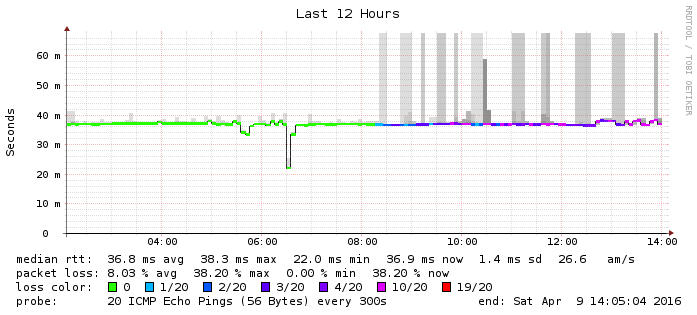 Last 12 Hours
RRDTOOL / TOBI OETIKER
Seconds
60 m
50 m
40 m
30 m
20 m
10 m
0
04:00 06:00 08:00 10:00 12:00 14:00
median rtt: 36.8 ms avg 38.3 ms max 22.0 ms min 36.9 ms now 1.4 ms sd 26.6 am/s
packet loss: 8.03 % avg 38.20 % max 0.00 % min 38.20 % now
loss color: 0 1/20 2/20 3/20 4/20 10/20 19/20
probe: 20 ICMP Echo Pings (56 Bytes) every 300s end: Sat Apr 9 14:05:04 2016